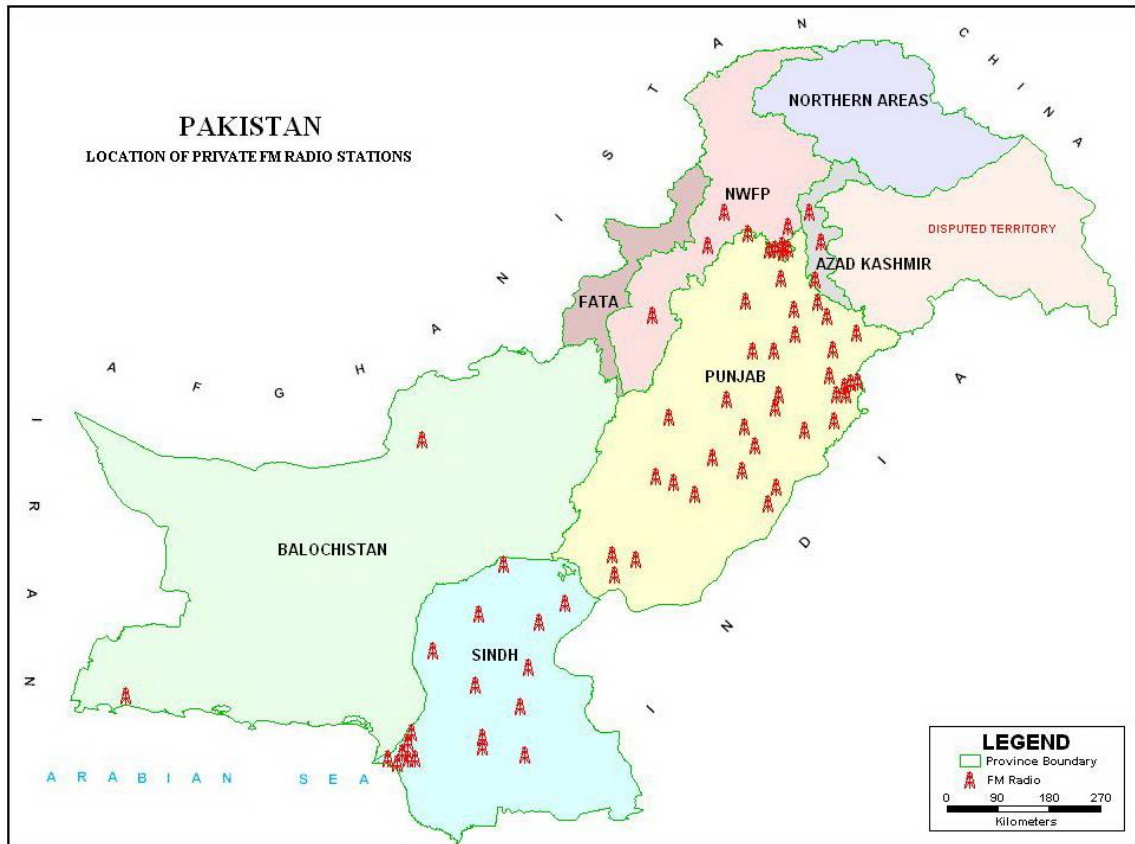 PAKISTAN
LOCATION OF PRIVATE FM RADIO STATIONS
AFGHANISTAN
CHINA
NORTHERN AREAS
NWFP
DISPUTED TERRITORY
AZAD KASHMIR
FATA
PUNJAB
IRAN
BALOCHISTAN
INDIA
SINDH
ARABIAN SEA
LEGEND
Province Boundary
FM Radio
0 90 180 270
Kilometers